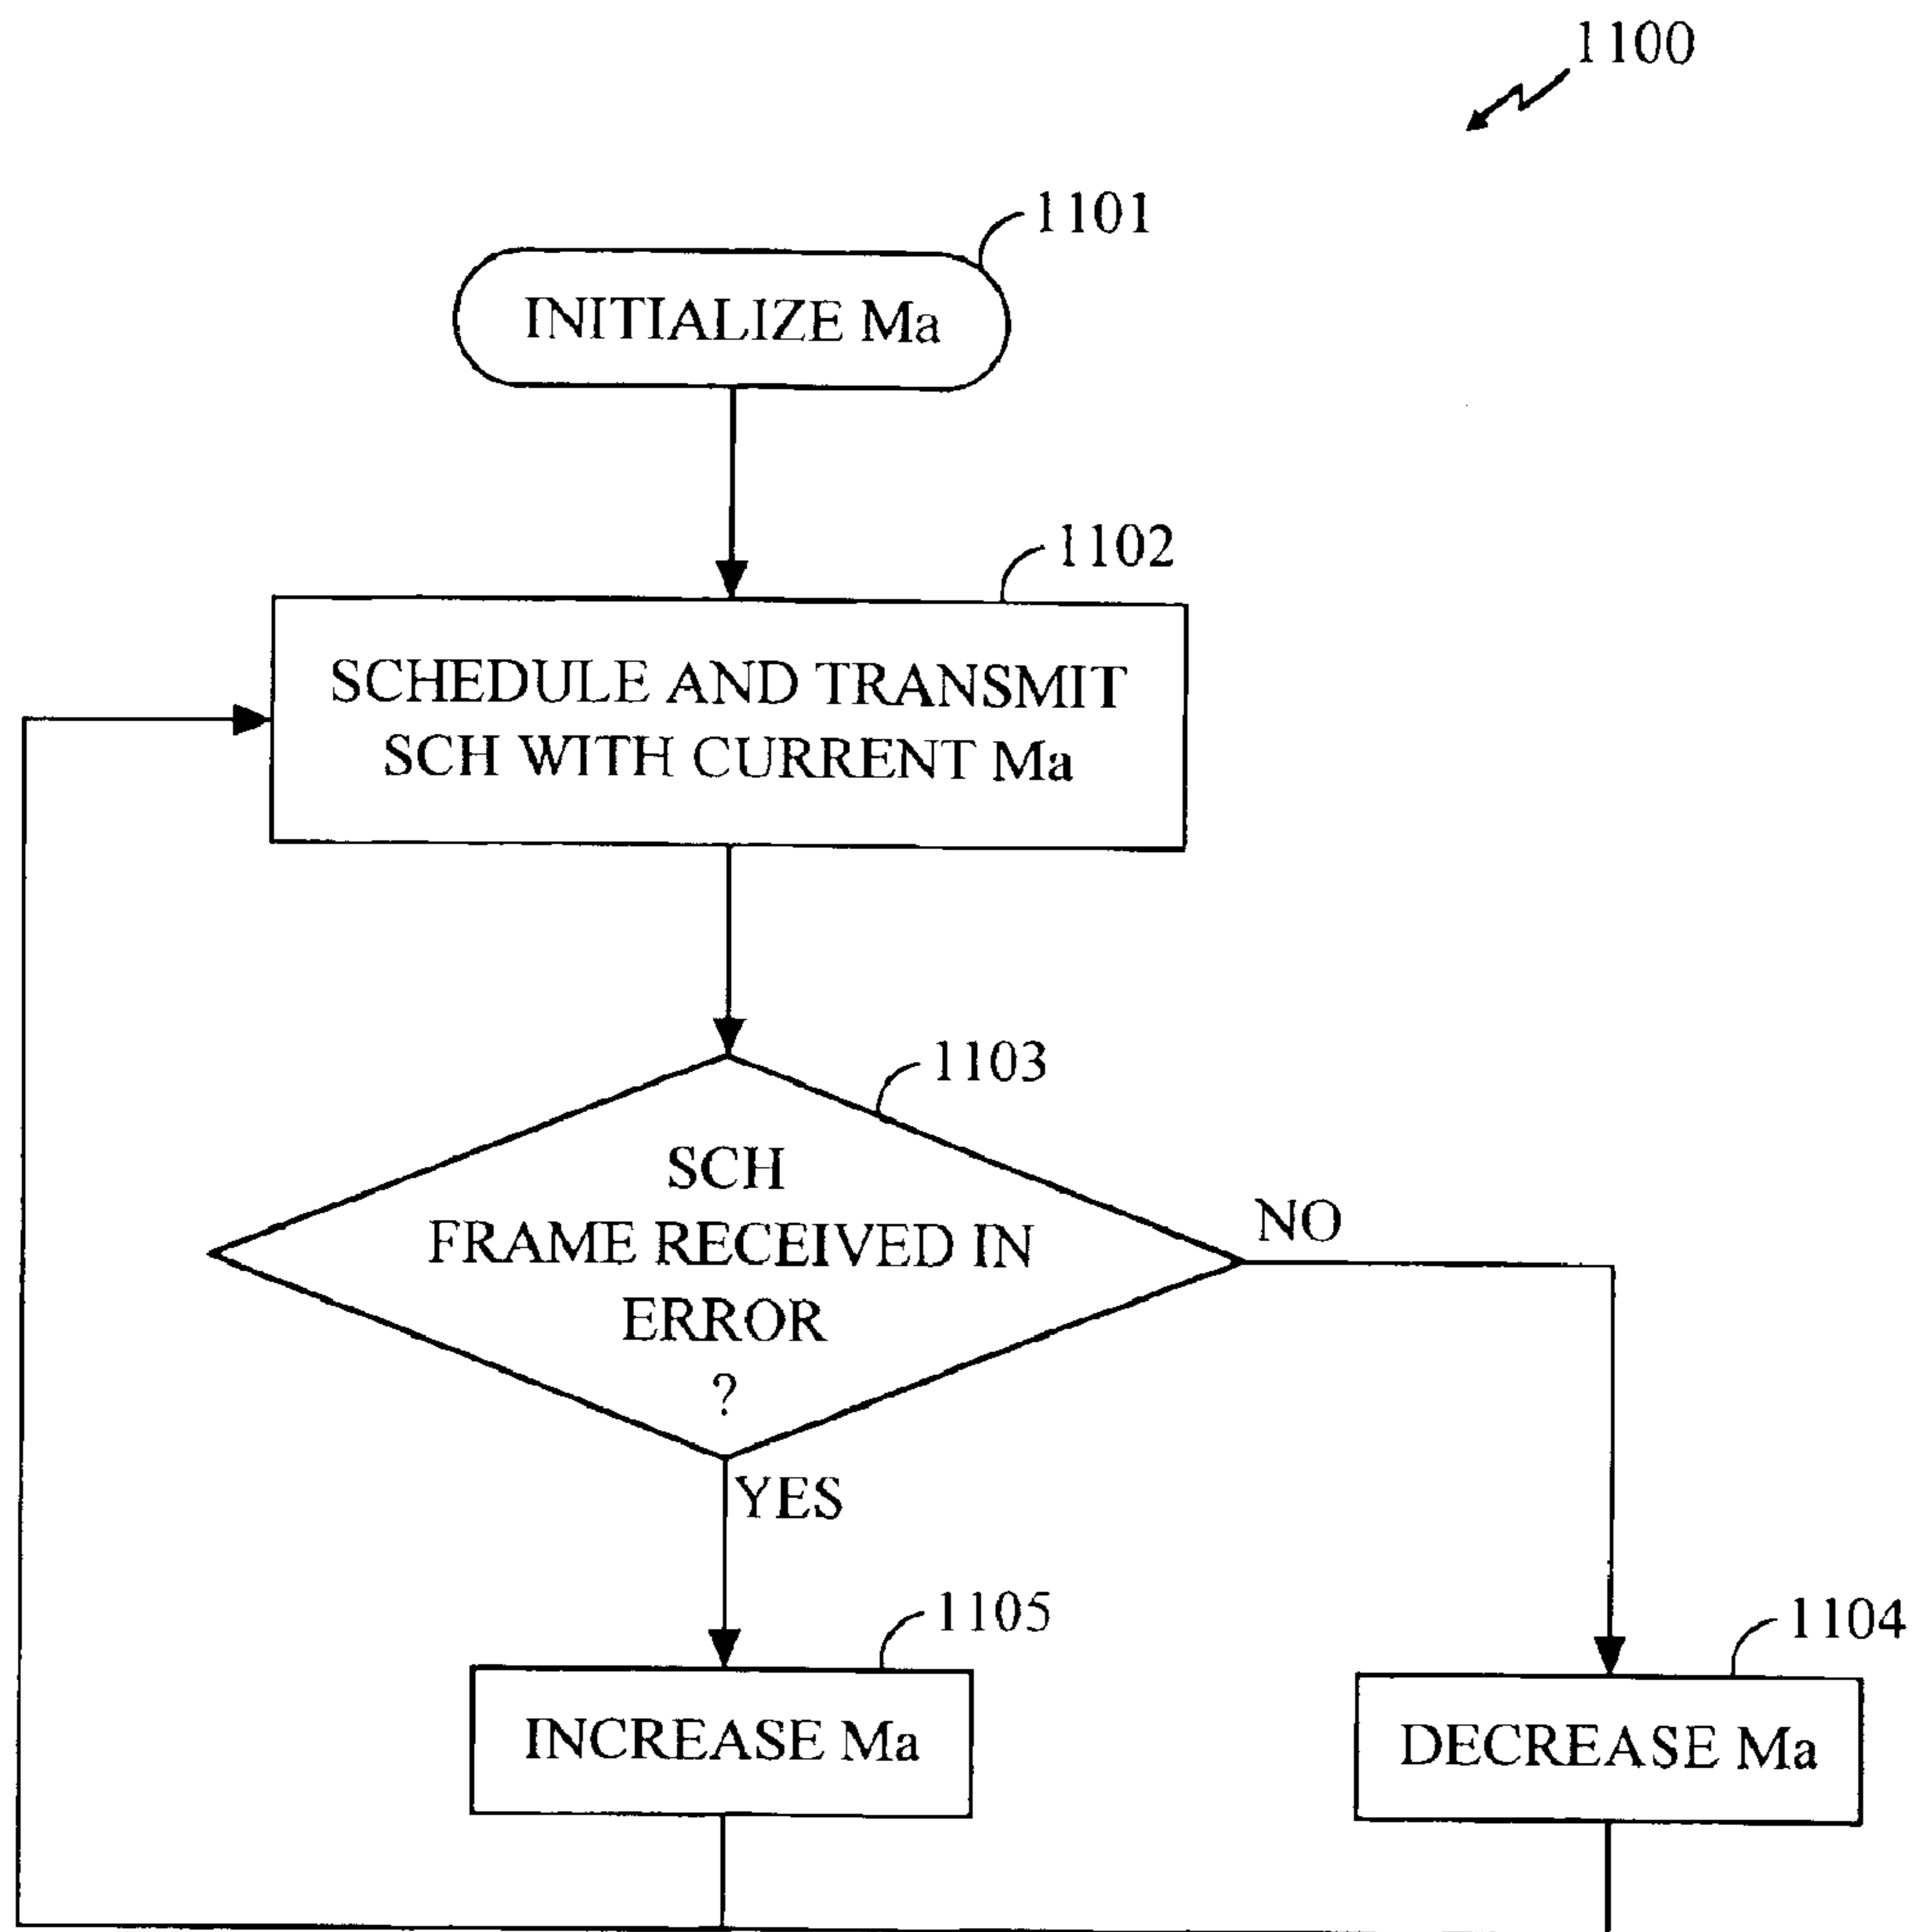 1100
1101
INITIALIZE Ma
1102
SCHEDULE AND TRANSMIT
SCH WITH CURRENT Ma
1103
SCH
FRAME RECEIVED IN
ERROR
?
NO
YES
1105
INCREASE Ma
1104
DECREASE Ma